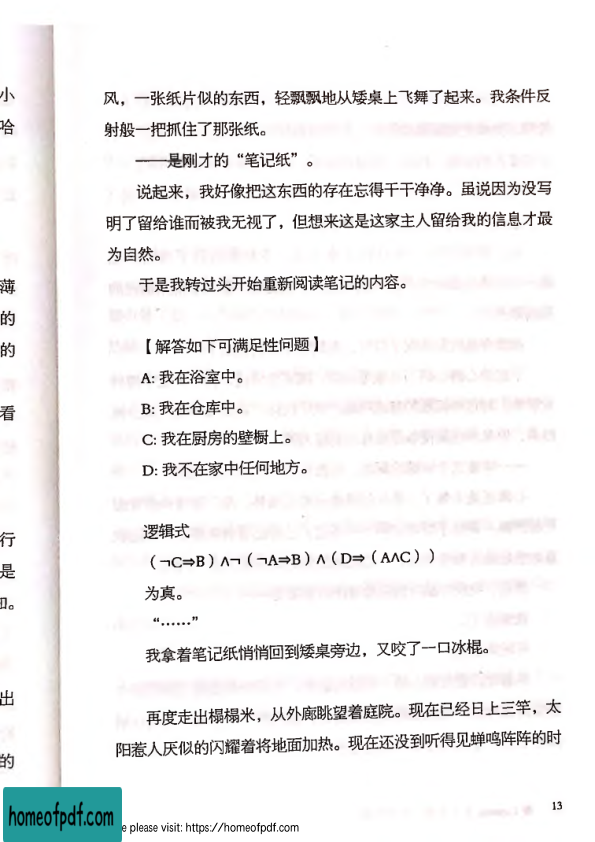 小
哈
薄
的
的
看
行
是
出
的
风，一张纸片似的东西，轻飘飘地从矮桌上飞舞了起来。我条件反
射般一把抓住了那张纸。
——是刚才的“笔记纸”。
说起来，我好像把这东西的存在忘得干干净净。虽说因为没写
明了留给谁而被我无视了，但想来这是这家主人留给我的信息才最
为自然。
于是我转过头开始重新阅读笔记的内容。
【解答如下可满足性问题】
A: 我在浴室中。
B: 我在仓库中。
C: 我在厨房的壁橱上。
D: 我不在家中任何地方。
逻辑式
（¬C⇒B）∧¬（¬A⇒B）∧（D⇒（A∧C））
为真。
“……”
我拿着笔记纸悄悄回到矮桌旁边，又咬了一口冰棍。
再度走出榻榻米，从外廊眺望着庭院。现在已经日上三竿，太
阳惹人厌似的闪耀着将地面加热。现在还没到听得见蝉鸣阵阵的时
13
homeofpdf.com
please visit: https://homeofpdf.com